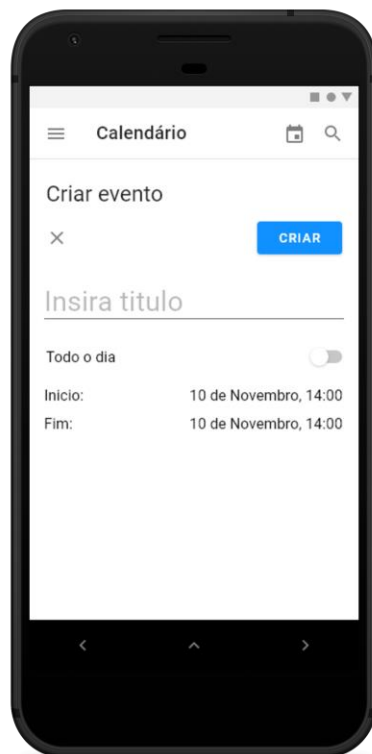 Calendário
Criar evento
CRIAR
Insira titulo
Todo o dia
Inicio: 10 de Novembro, 14:00
Fim: 10 de Novembro, 14:00